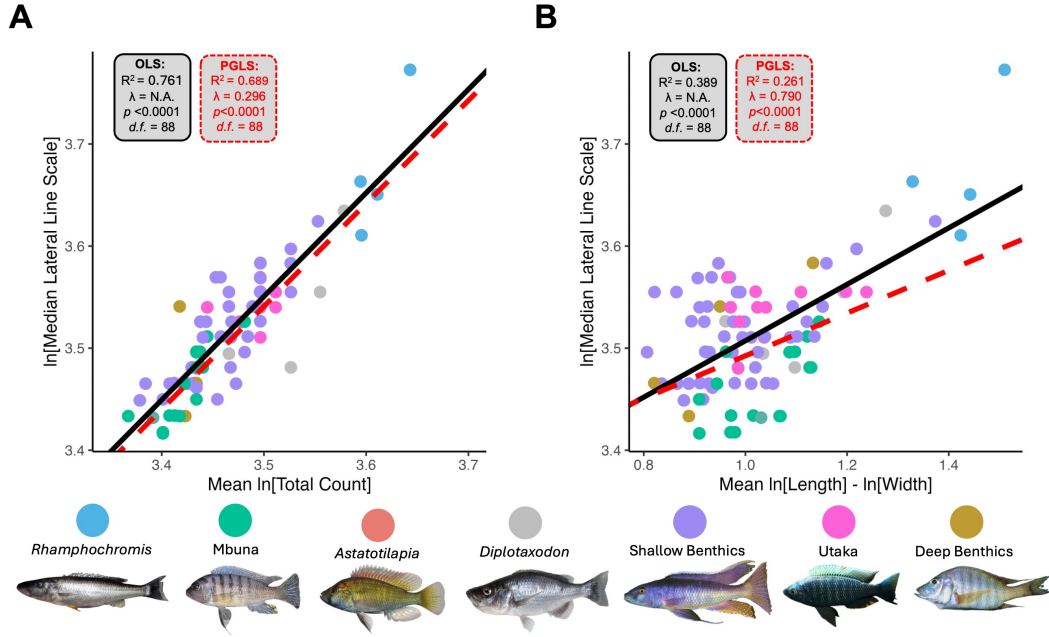 A
OLS:
R² = 0.761
λ = N.A.
p <0.0001
d.f. = 88
PGLS:
R² = 0.689
λ = 0.296
p<0.0001
d.f. = 88
ln[Median Lateral Line Scale]
3.7
3.6
3.5
3.4
3.4
3.5
3.6
3.7
Mean ln[Total Count]
B
OLS:
R² = 0.389
λ = N.A.
p <0.0001
d.f. = 88
PGLS:
R² = 0.261
λ = 0.790
p<0.0001
d.f. = 88
ln[Median Lateral Line Scale]
3.7
3.6
3.5
3.4
0.8
1.0
1.2
1.4
Mean ln[Length] - ln[Width]
Rhamphochromis
Mbuna
Astatotilapia
Diplotaxodon
Shallow Benthics
Utaka
Deep Benthics